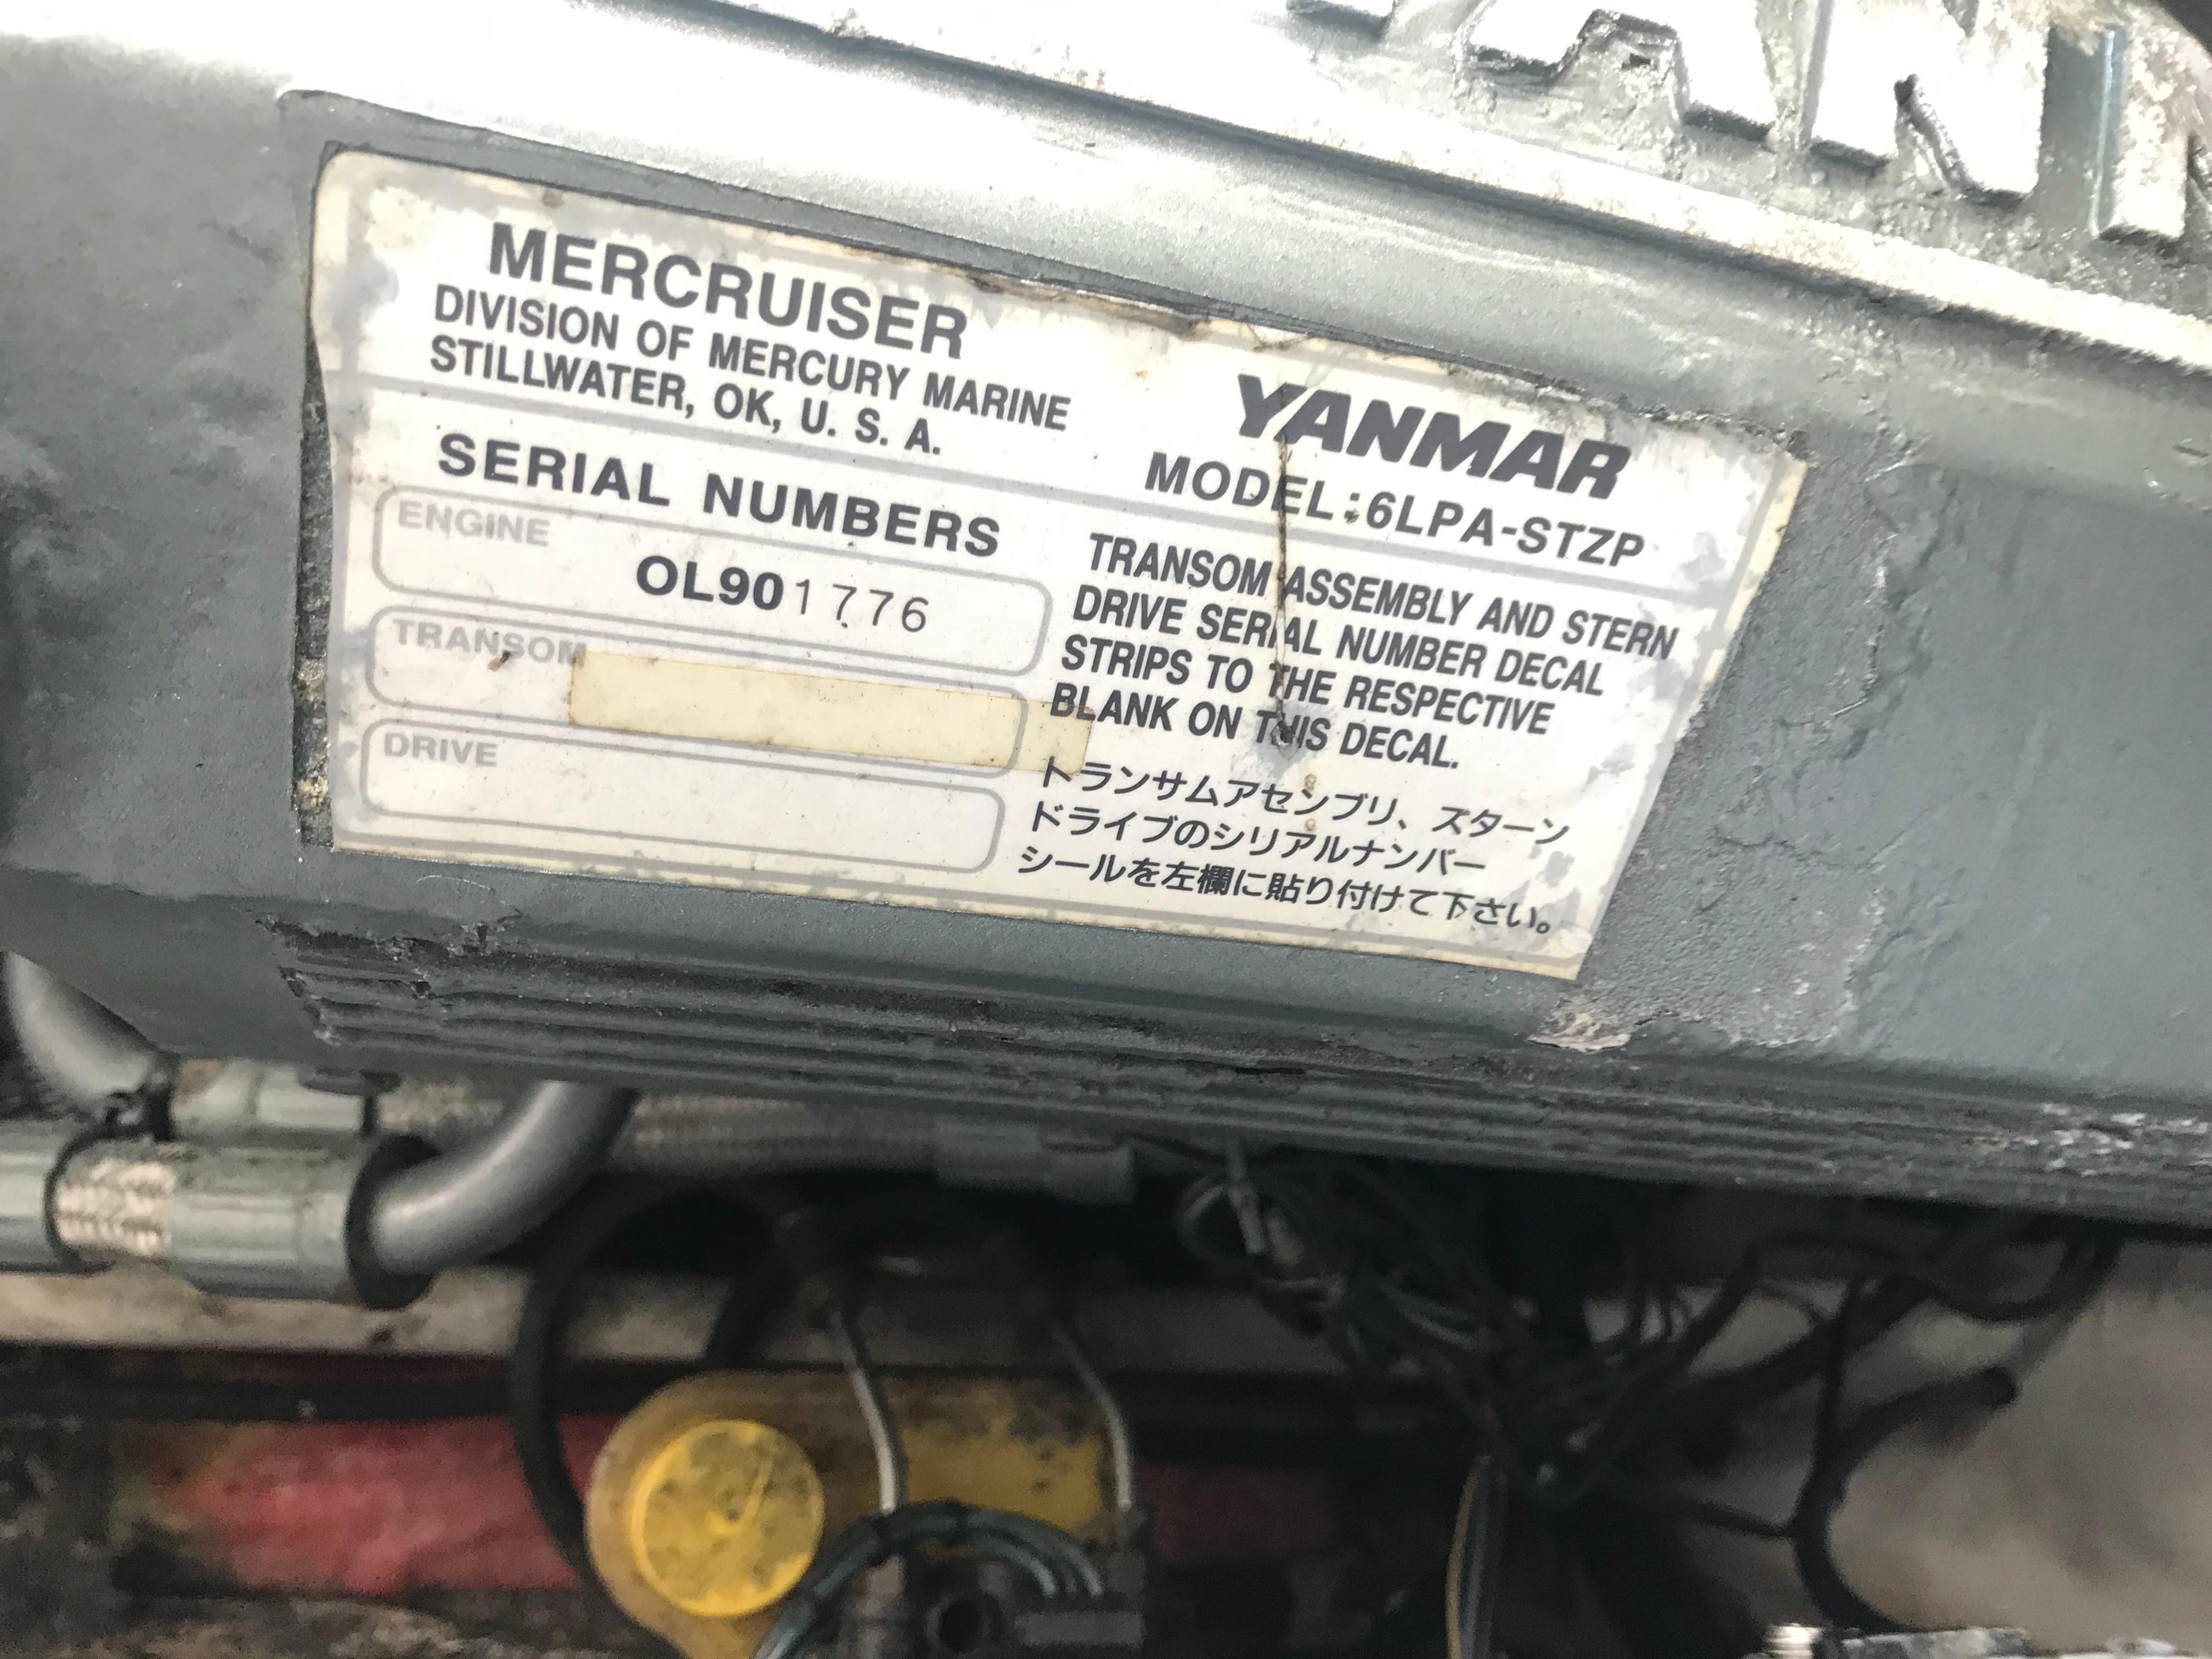 MERCRUISER
DIVISION OF MERCURY MARINE
STILLWATER, OK, U. S. A.
SERIAL NUMBERS
ENGINE
OL901776
TRANSOM
DRIVE
YANMAR
MODEL:6LPA-STZP
TRANSOM ASSEMBLY AND STERN
DRIVE SERIAL NUMBER DECAL
STRIPS TO THE RESPECTIVE
BLANK ON THIS DECAL.
トランサムアセンブリ、スターン
ドライブのシリアルナンバー
シールを左欄に貼り付けて下さい。